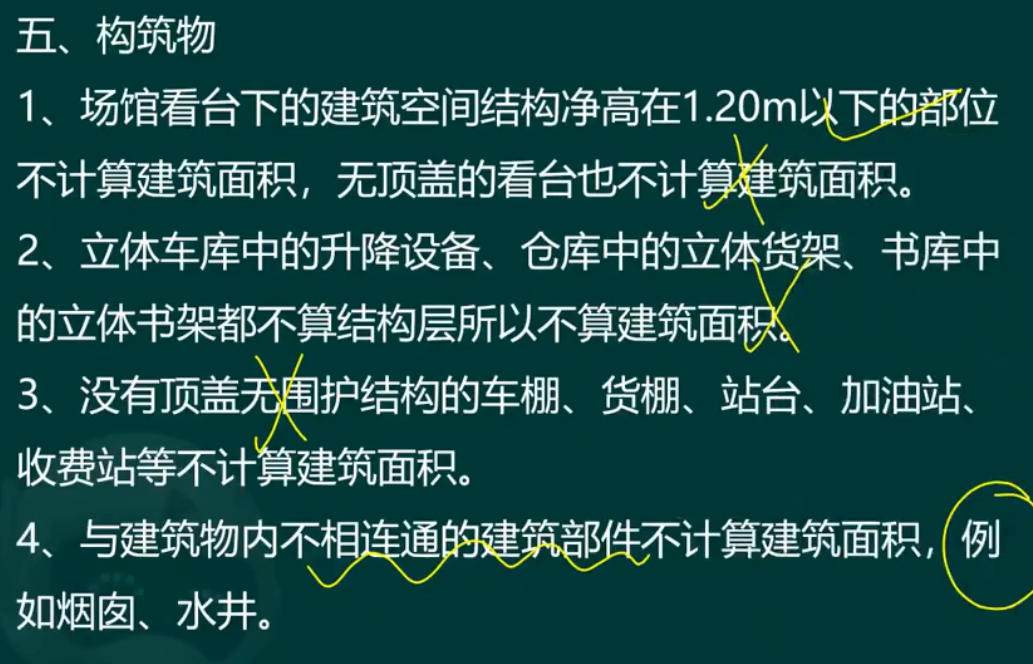 五、构筑物
1、场馆看台下的建筑空间结构净高在1.20m以下的部位
不计算建筑面积，无顶盖的看台也不计算建筑面积。
2、立体车库中的升降设备、仓库中的立体货架、书库中
的立体书架都不算结构层所以不算建筑面积。
3、没有顶盖无围护结构的车棚、货棚、站台、加油站、
收费站等不计算建筑面积。
4、与建筑物内不相连通的建筑部件不计算建筑面积，例
如烟囱、水井。